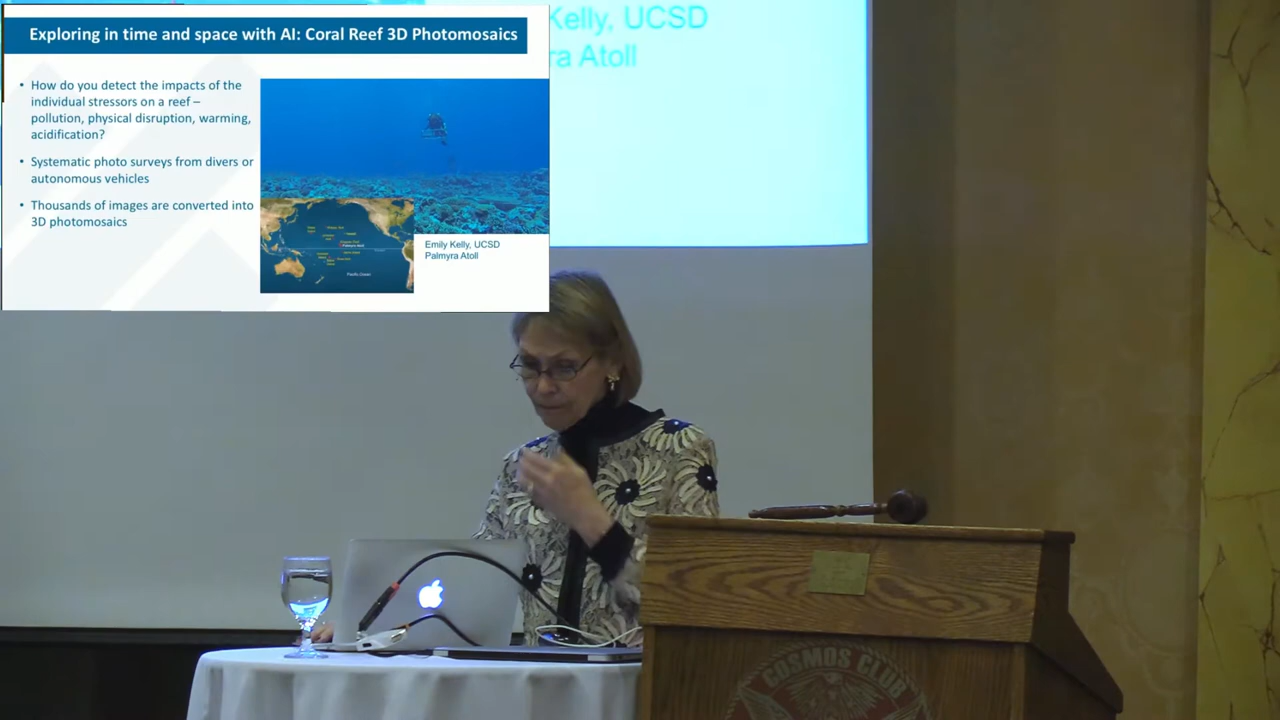 Exploring in time and space with AI: Coral Reef 3D Photomosaics
• How do you detect the impacts of the
individual stressors on a reef –
pollution, physical disruption, warming,
acidification?
• Systematic photo surveys from divers or
autonomous vehicles
• Thousands of images are converted into
3D photomosaics
Pacific Ocean
Emily Kelly, UCSD
Palmyra Atoll
Kelly, UCSD
ra Atoll
COSMOS CLUB